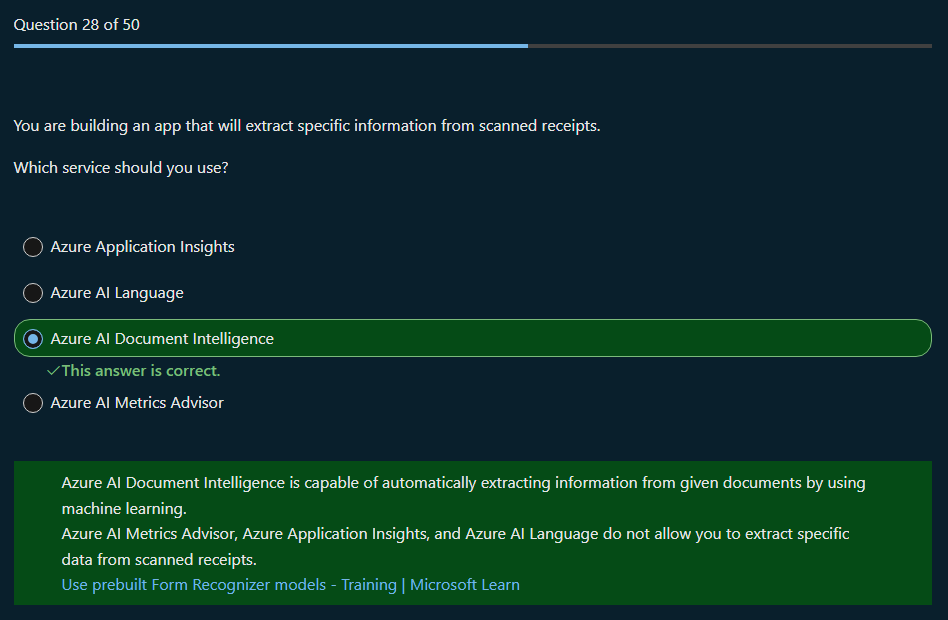 Question 28 of 50
You are building an app that will extract specific information from scanned receipts.
Which service should you use?
Azure Application Insights
Azure AI Language
Azure AI Document Intelligence
✓This answer is correct.
Azure AI Metrics Advisor
Azure AI Document Intelligence is capable of automatically extracting information from given documents by using
machine learning.
Azure AI Metrics Advisor, Azure Application Insights, and Azure AI Language do not allow you to extract specific
data from scanned receipts.
Use prebuilt Form Recognizer models - Training | Microsoft Learn